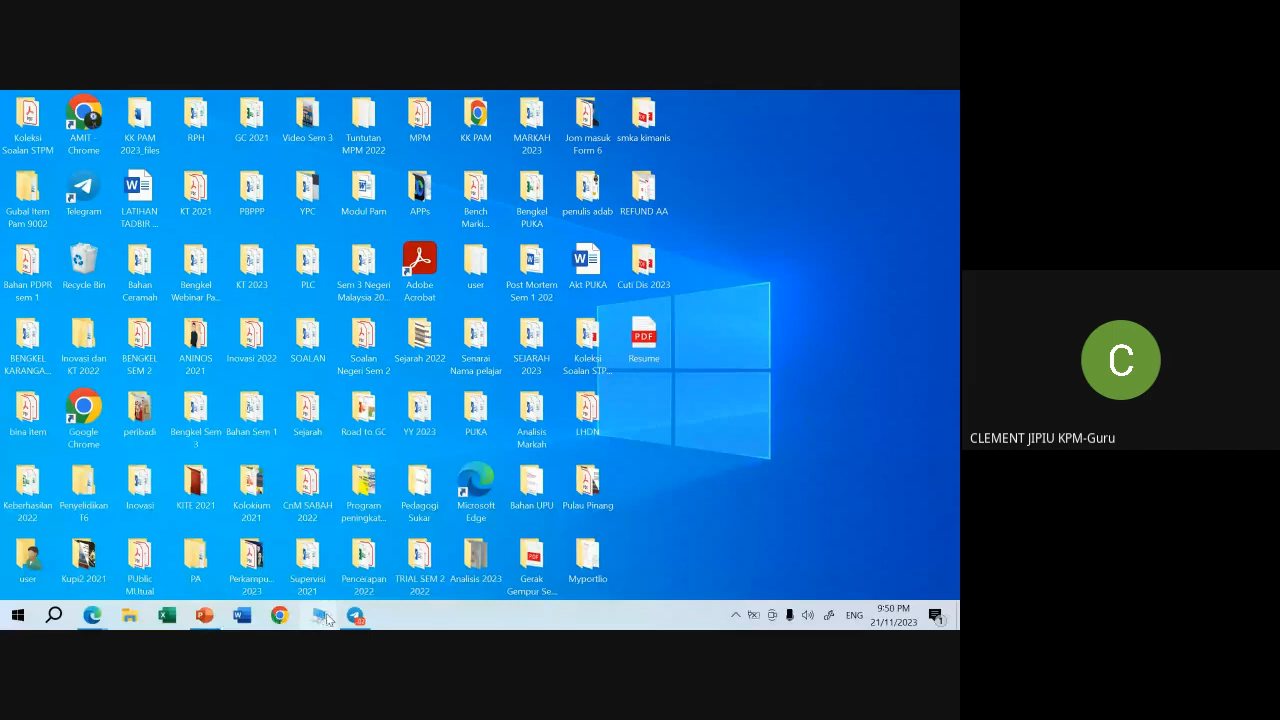 Koleksi
Soalan STPM
AMIT -
Chrome
KK PAM
2023_files
RPH
GC 2021
Video Sem 3
Tuntutan
MPM 2022
MPM
KK PAM
MARKAH
2023
Jom masuk
Form 6
smka kimanis
Gubal Item
Pam 9002
Telegram
LATIHAN
TADBIR ...
KT 2021
PBPPP
YPC
Modul Pam
APPs
Bench
Marki...
Bengkel
PUKA
penulis adab
REFUND AA
Bahan PDPR
sem 1
Recycle Bin
Bahan
Ceramah
Bengkel
Webinar Pa...
KT 2023
PLC
Sem 3 Negeri
Malaysia 20...
Adobe
Acrobat
user
Post Mortem
Sem 1 202
Akt PUKA
Cuti Dis 2023
BENGKEL
KARANGA...
Inovasi dan
KT 2022
BENGKEL
SEM 2
ANINOS
2021
Inovasi 2022
SOALAN
Soalan
Negeri Sem 2
Sejarah 2022
Senarai
Nama pelajar
SEJARAH
2023
Koleksi
Soalan STP...
PDF
Resume
bina item
Google
Chrome
peribadi
Bengkel Sem
3
Bahan Sem 1
Sejarah
Road to GC
YY 2023
PUKA
Analisis
Markah
LHDN
Keberhasilan
2022
Penyelidikan
T6
Inovasi
KITE 2021
Kolokium
2021
CnM SABAH
2022
Program
peningkat...
Pedagogi
Sukar
Microsoft
Edge
Bahan UPU
Pulau Pinang
user
Kupi2 2021
PUblic
MUtual
PA
Perkampu...
2023
Supervisi
2021
Pencerapan
2022
TRIAL SEM 2
2022
Analisis 2023
Gerak
Gempur Se...
Myportlio
ENG
9:50 PM
21/11/2023
1
C
CLEMENT JIPIU KPM-Guru